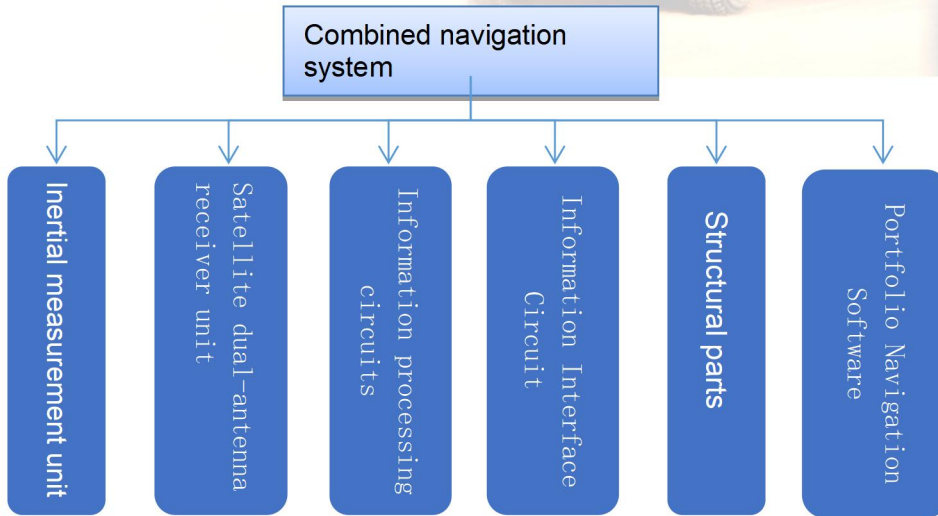 Combined navigation
system
Inertial measurement unit
Satellite dual-antenna
receiver unit
Information processing
circuits
Information Interface
Circuit
Structural parts
Portfolio Navigation
Software